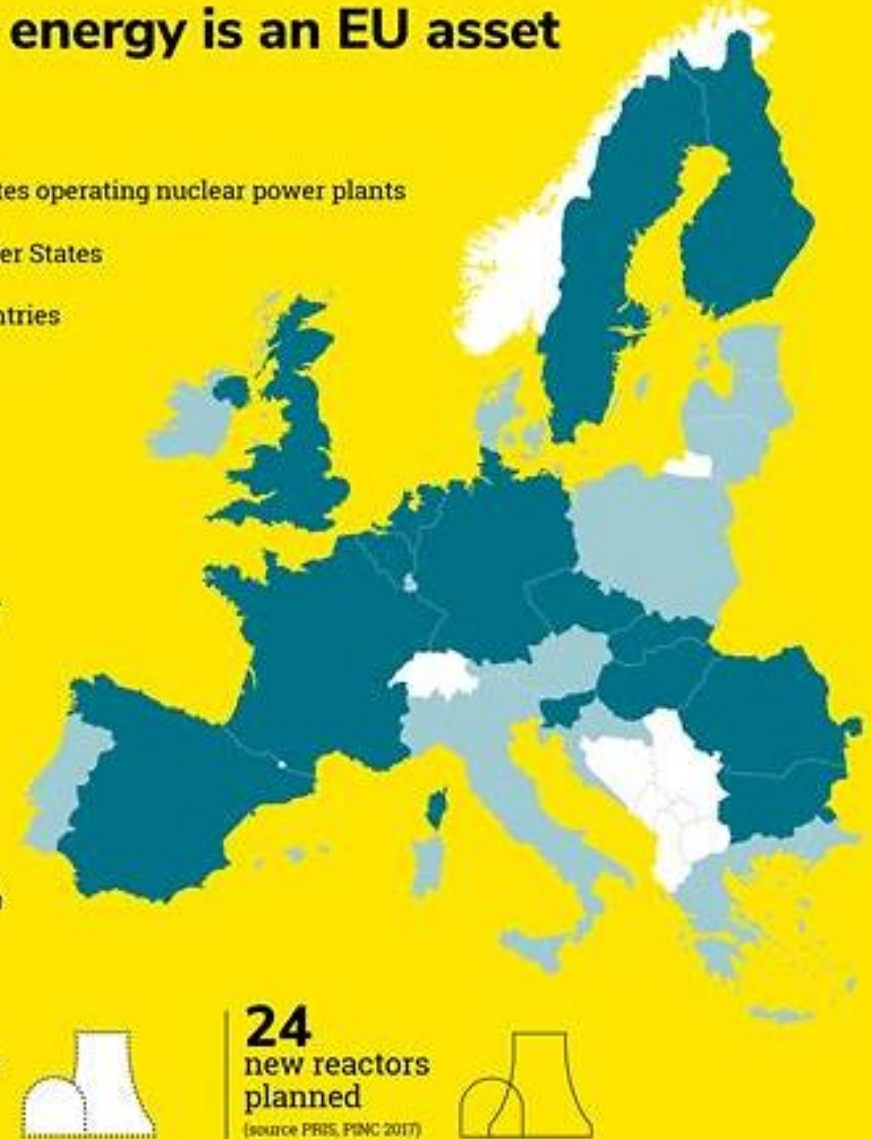 energy is an EU asset
tes operating nuclear power plants
er States
ntries
24
new reactors
planned
(source PRIS, PINC 2017)